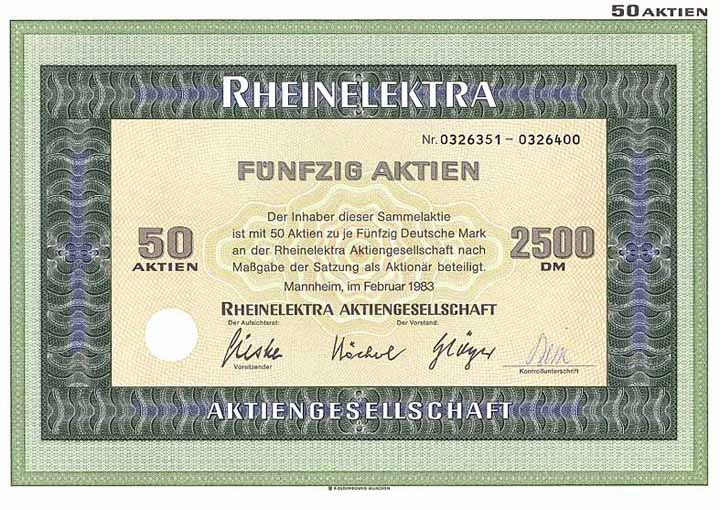 50 AKTIEN
RHEINELEKTRA
Nr. 0326351 - 0326400
FÜNFZIG AKTIEN
Der Inhaber dieser Sammelaktie
ist mit 50 Aktien zu je Fünfzig Deutsche Mark
an der Rheinelektra Aktiengesellschaft nach
Maßgabe der Satzung als Aktionär beteiligt.
50
AKTIEN
2500
DM
Mannheim, im Februar 1983
RHEINELEKTRA AKTIENGESELLSCHAFT
Der Aufsichtsrat: Der Vorstand:
Vorsitzender
Kontrollunterschrift
AKTIENGESELLSCHAFT
R. OLDENBOURG MÜNCHEN